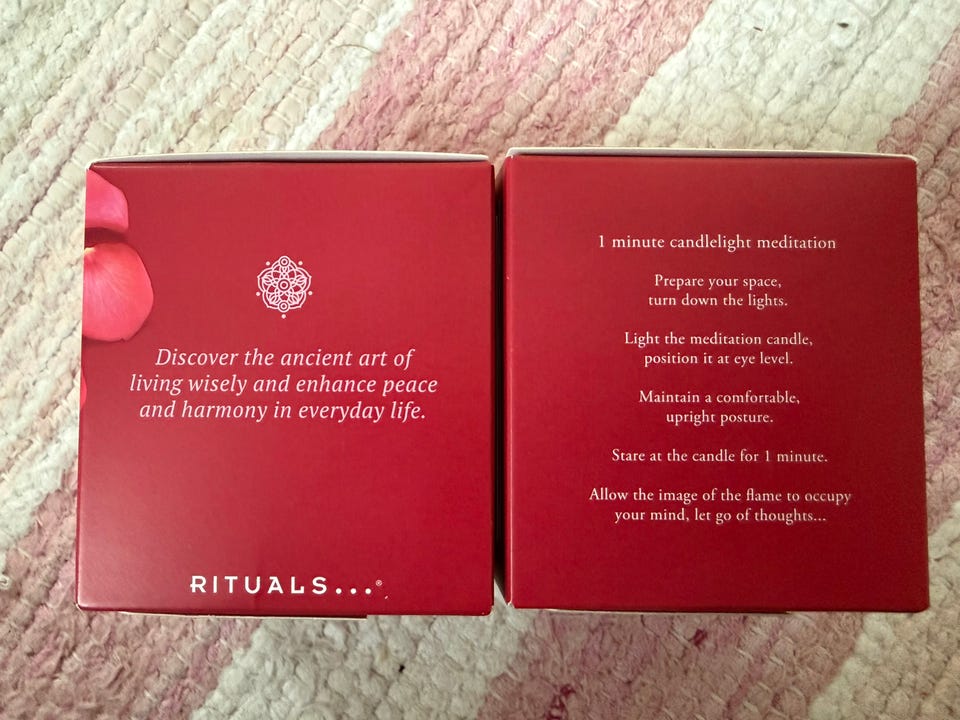 Discover the ancient art of
living wisely and enhance peace
and harmony in everyday life.
RITUALS...®
1 minute candlelight meditation
Prepare your space,
turn down the lights.
Light the meditation candle,
position it at eye level.
Maintain a comfortable,
upright posture.
Stare at the candle for 1 minute.
Allow the image of the flame to occupy
your mind, let go of thoughts...